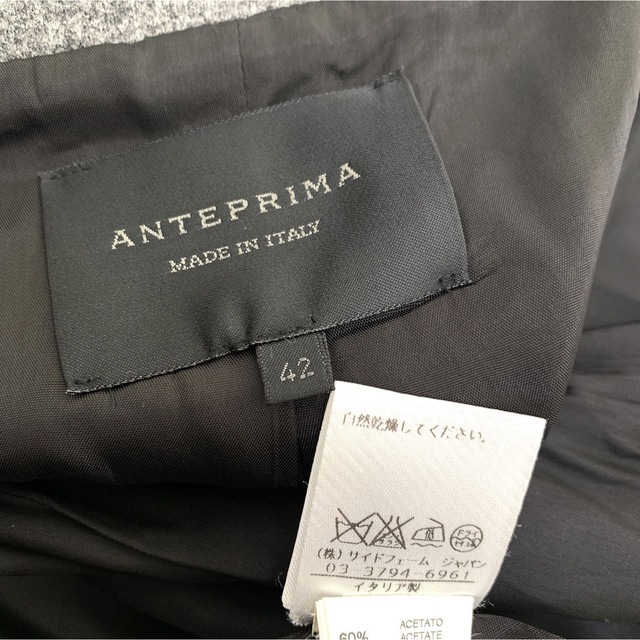 ANTEPRIMA
MADE IN ITALY
42
自然乾燥してください。
(株) サイドフェーム ジャパン
03-3794-6961
イタリア製
60% ACETATO
ACETATE